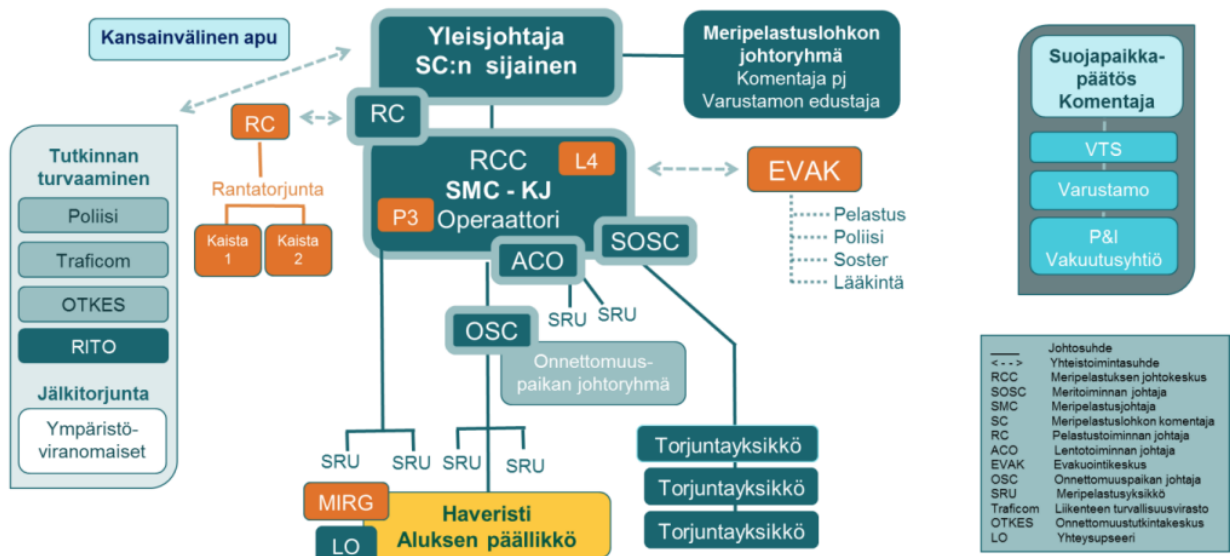 Kansainvälinen apu
Yleisjohtaja
SC:n sijainen
Meripelastuslohkon
johtoryhmä
Komentaja pj
Varustamon edustaja
Suojapaikka-
päätös
Komentaja
VTS
Varustamo
P&I
Vakuutusyhtiö
RC
RC
Rantatorjunta
Kaista
1
Kaista
2
Tutkinnan
turvaaminen
Poliisi
Traficom
OTKES
RITO
Jälkitorjunta
Ympäristö-
viranomaiset
RCC
L4
SMC - KJ
P3
Operaattori
SOSC
ACO
EVAK
Pelastus
Poliisi
Soster
Lääkintä
SRU
SRU
OSC
Onnettomuus-
paikan johtoryhmä
SRU
SRU
SRU
SRU
MIRG
LO
Haveristi
Aluksen päällikkö
Torjuntayksikkö
Torjuntayksikkö
Torjuntayksikkö
____ Johtosuhde
<--> Yhteistoimintasuhde
RCC Meripelastuksen johtokeskus
SOSC Meritoiminnan johtaja
SMC Meripelastusjohtaja
SC Meripelastuslohkon komentaja
RC Pelastustoiminnan johtaja
ACO Lentotoiminnan johtaja
EVAK Evakuointikeskus
OSC Onnettomuuspaikan johtaja
SRU Meripelastusyksikkö
Traficom Liikenteen turvallisuusvirasto
OTKES Onnettomuustutkintakeskus
LO Yhteysupseeri